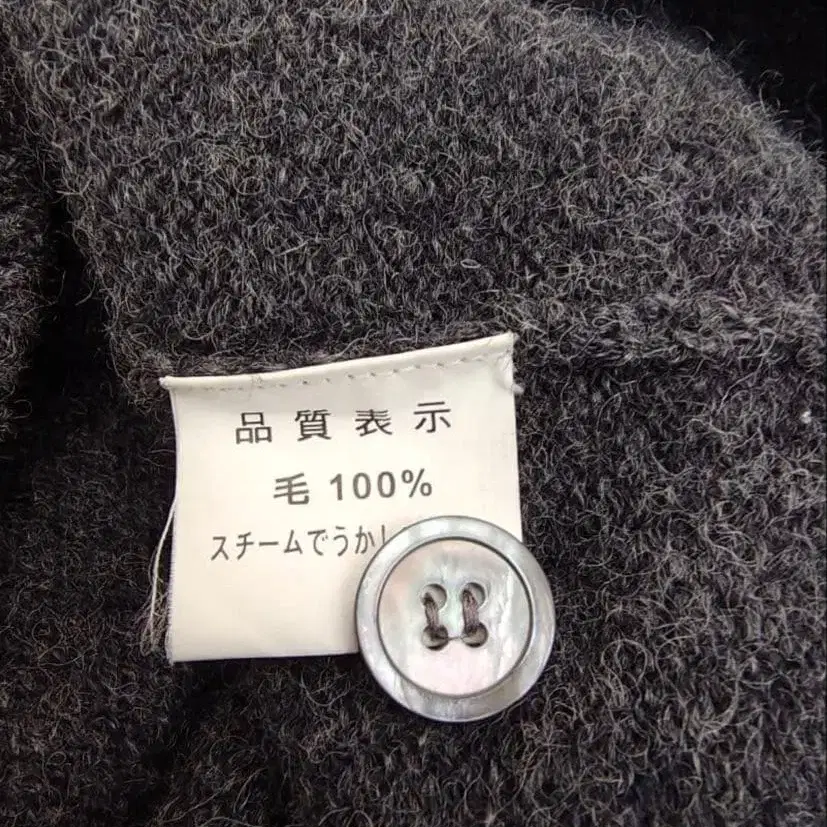 品質表示
毛 100%
スチームでうかし